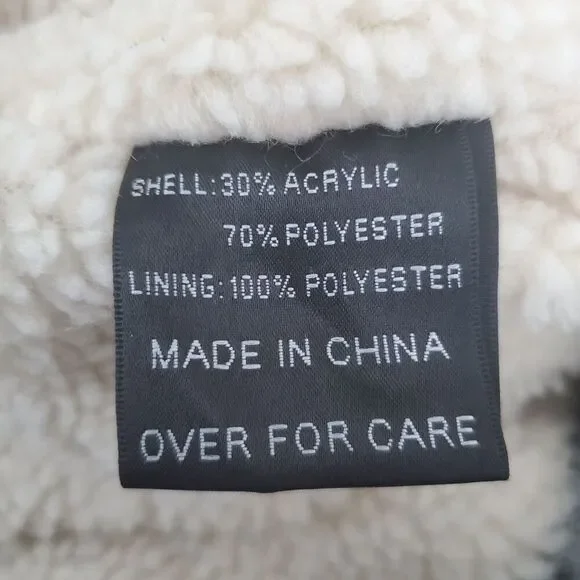 SHELL: 30% ACRYLIC
70% POLYESTER
LINING: 100% POLYESTER
MADE IN CHINA
OVER FOR CARE